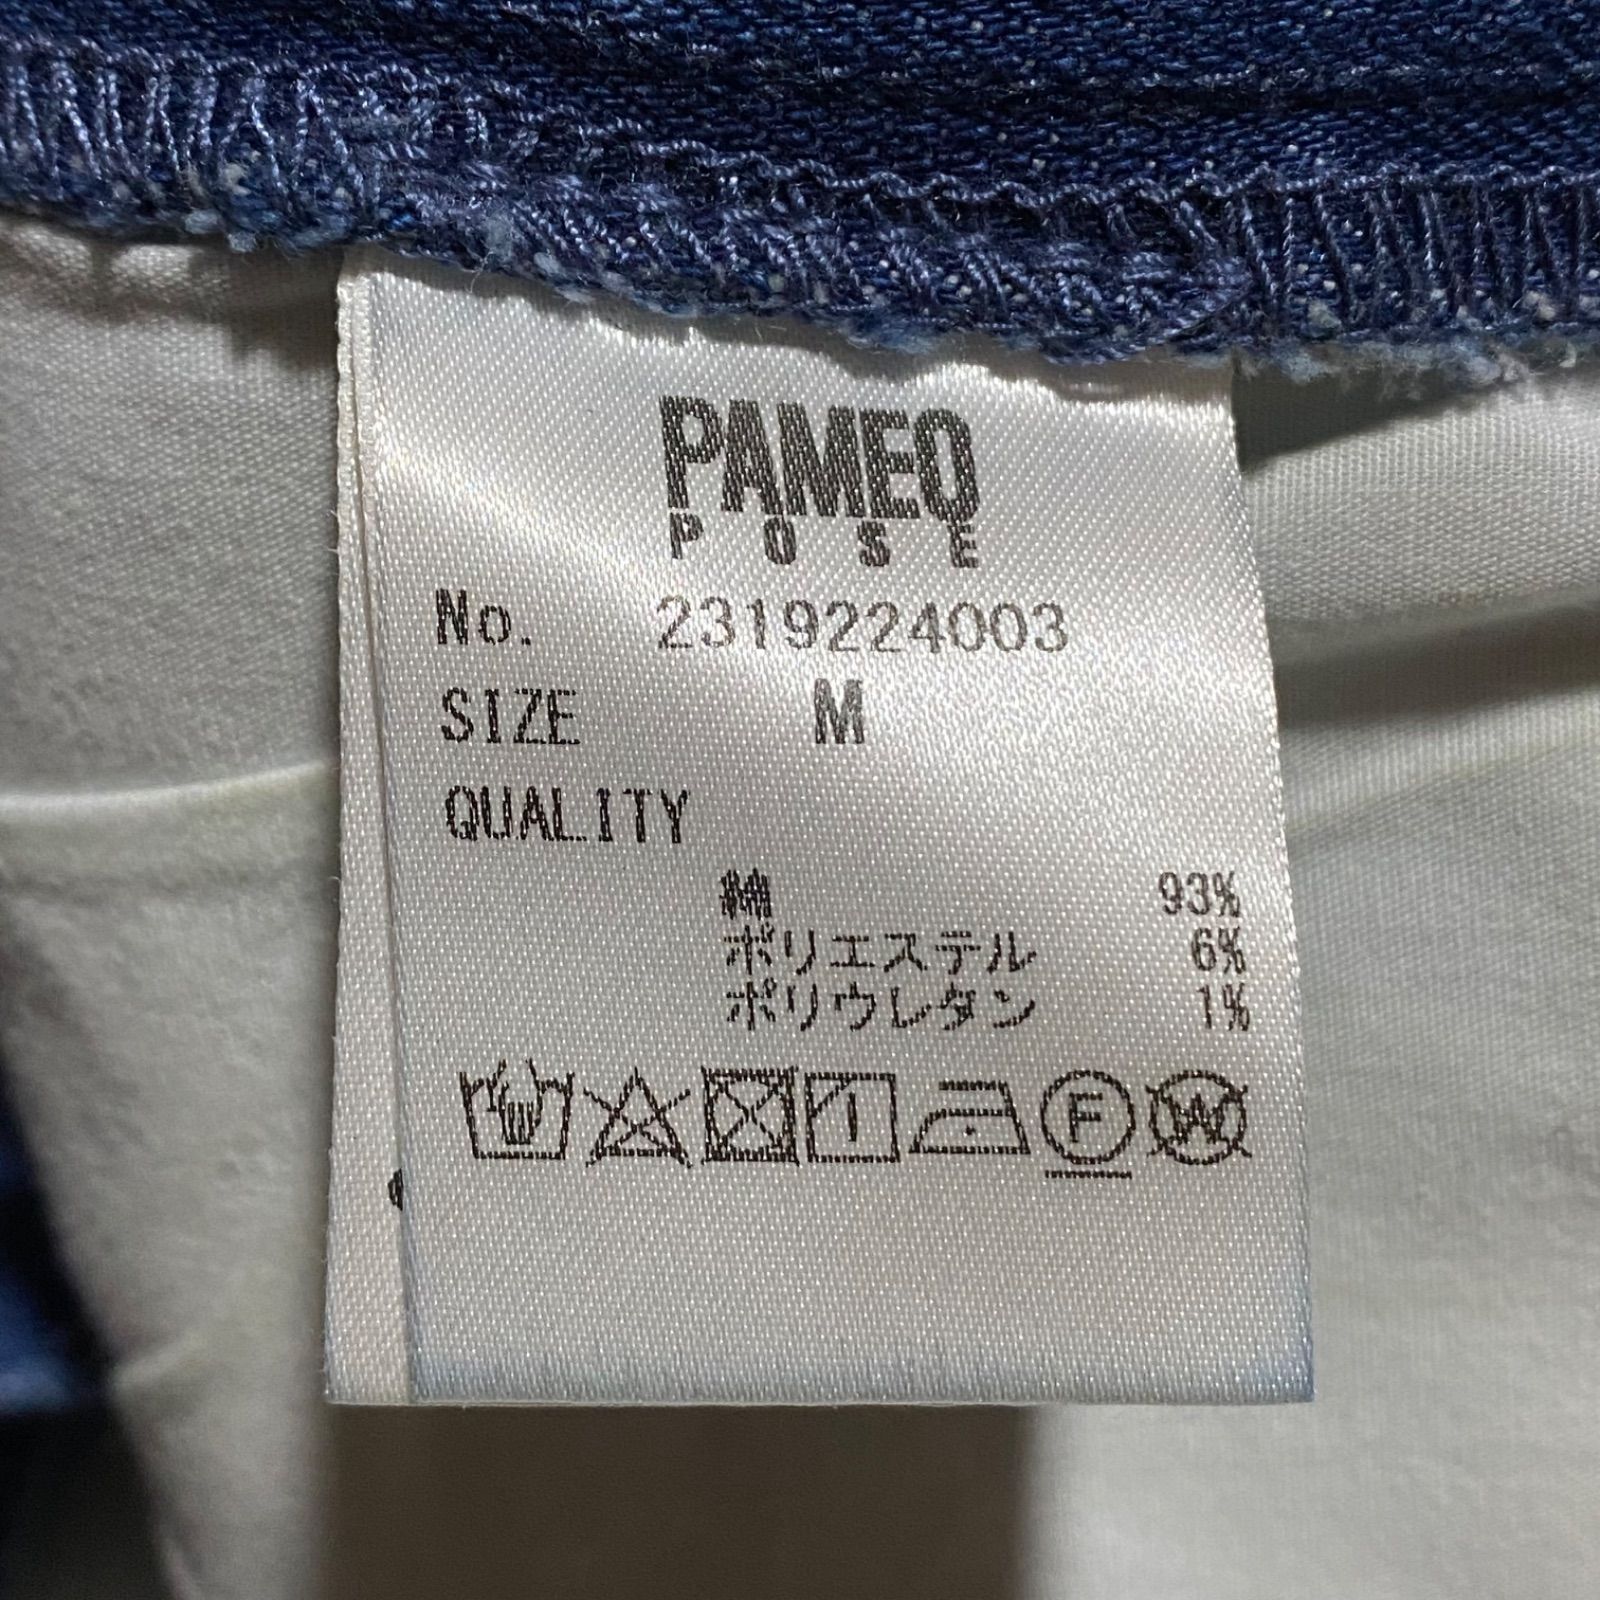 PAMEO
POSE
No. 2319224003
SIZE M
QUALITY
綿 93%
ポリエステル 6%
ポリウレタン 1%
F W